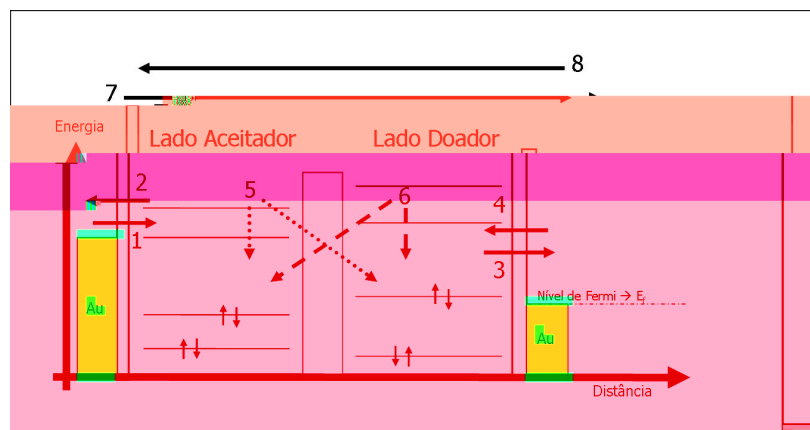 8
7
Energia
Lado Aceitador
Lado Doador
2
5
6
4
1
3
Nível de Fermi → E
Au
Au
Distância